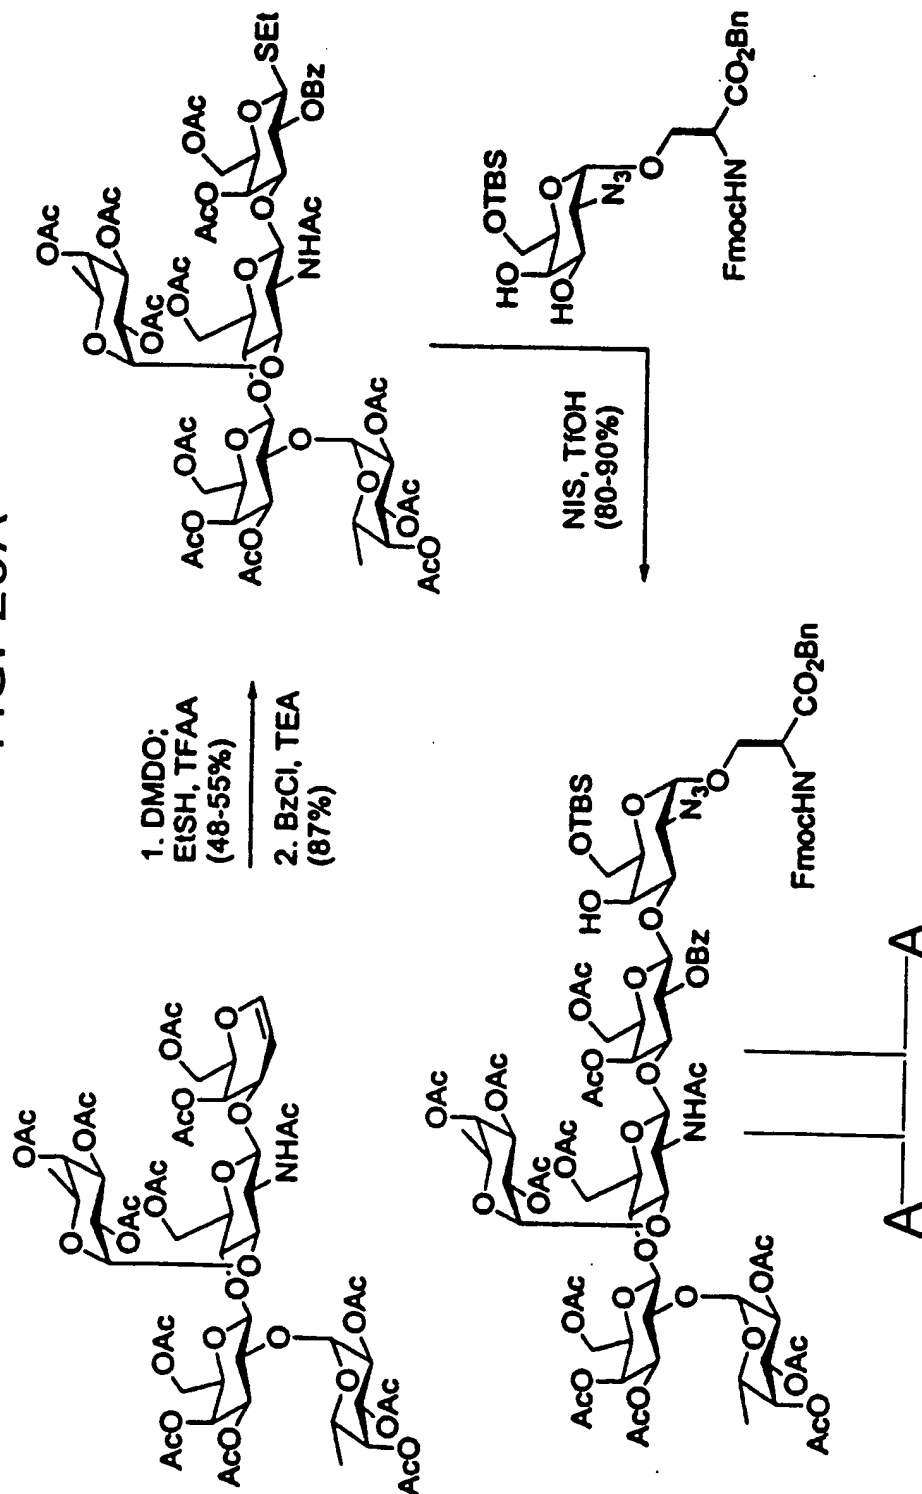 FIG.
OAc
OAc
O
OAc
OAc
OAc
AcO
O
O
O
O
NHAc
OAc
AcO
AcO
O
O
O
O
O
OAc
OAc
AcO
1. DMDO;
EtSH, TFAA
(48-55%)
2. BzCl, TEA
(87%)
OAc
OAc
O
OAc
OAc
OAc
AcO
O
SEt
OBz
O
O
NHAc
OAc
AcO
AcO
O
O
O
O
O
OAc
OAc
AcO
NIS, TfOH
(80-90%)
HO
OTBS
HO
O
N3
O
FmocHN
CO2Bn
OAc
OAc
O
OAc
OAc
OAc
AcO
O
OBz
O
O
NHAc
HO
OTBS
O
O
N3
O
FmocHN
CO2Bn
OAc
AcO
AcO
O
O
O
O
O
OAc
OAc
AcO
A
A